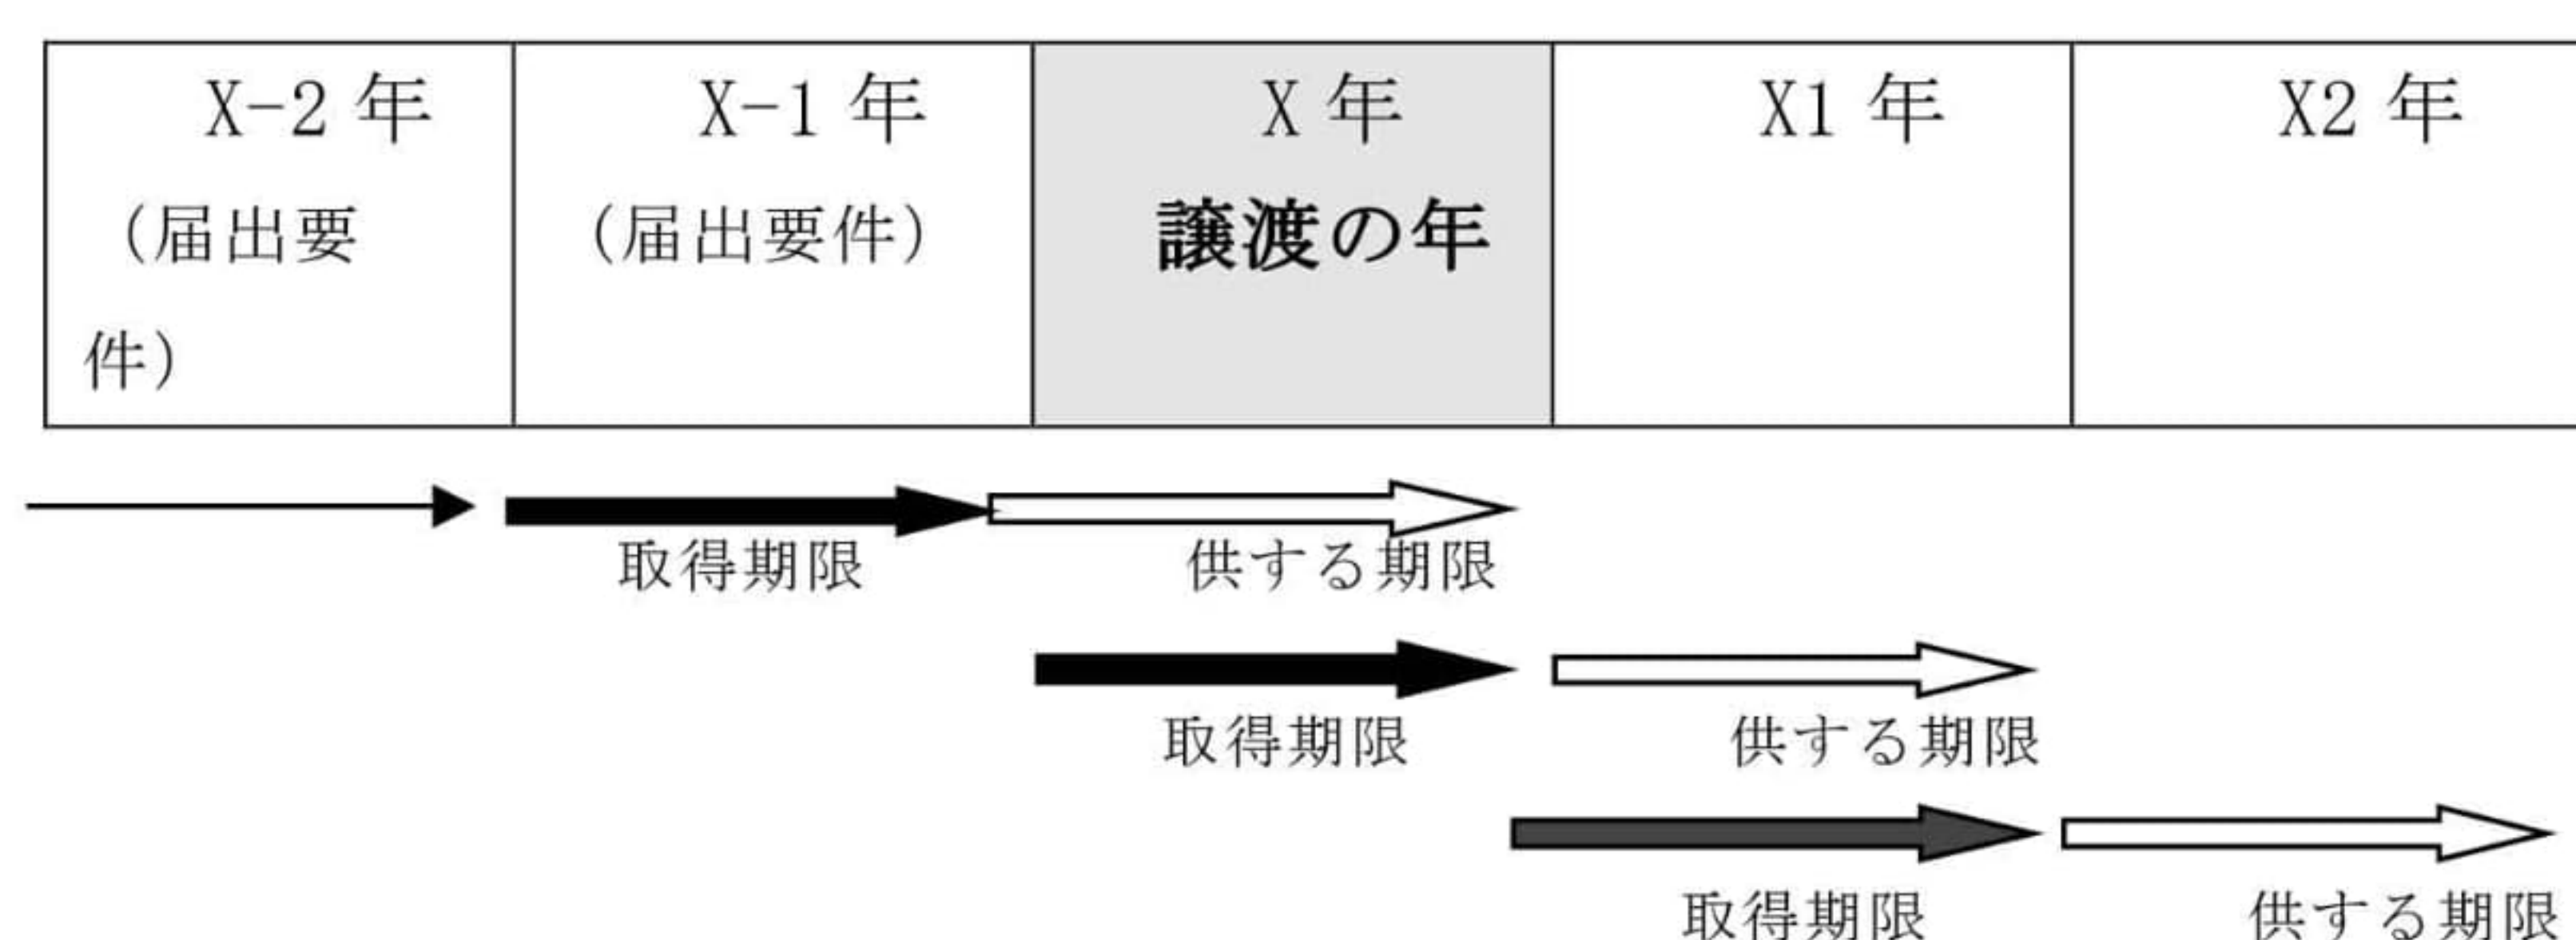 X-2 年
(届出要
件)
X-1 年
(届出要件)
X 年
譲渡の年
X1 年
X2 年
取得期限
供する期限
取得期限
供する期限
取得期限
供する期限